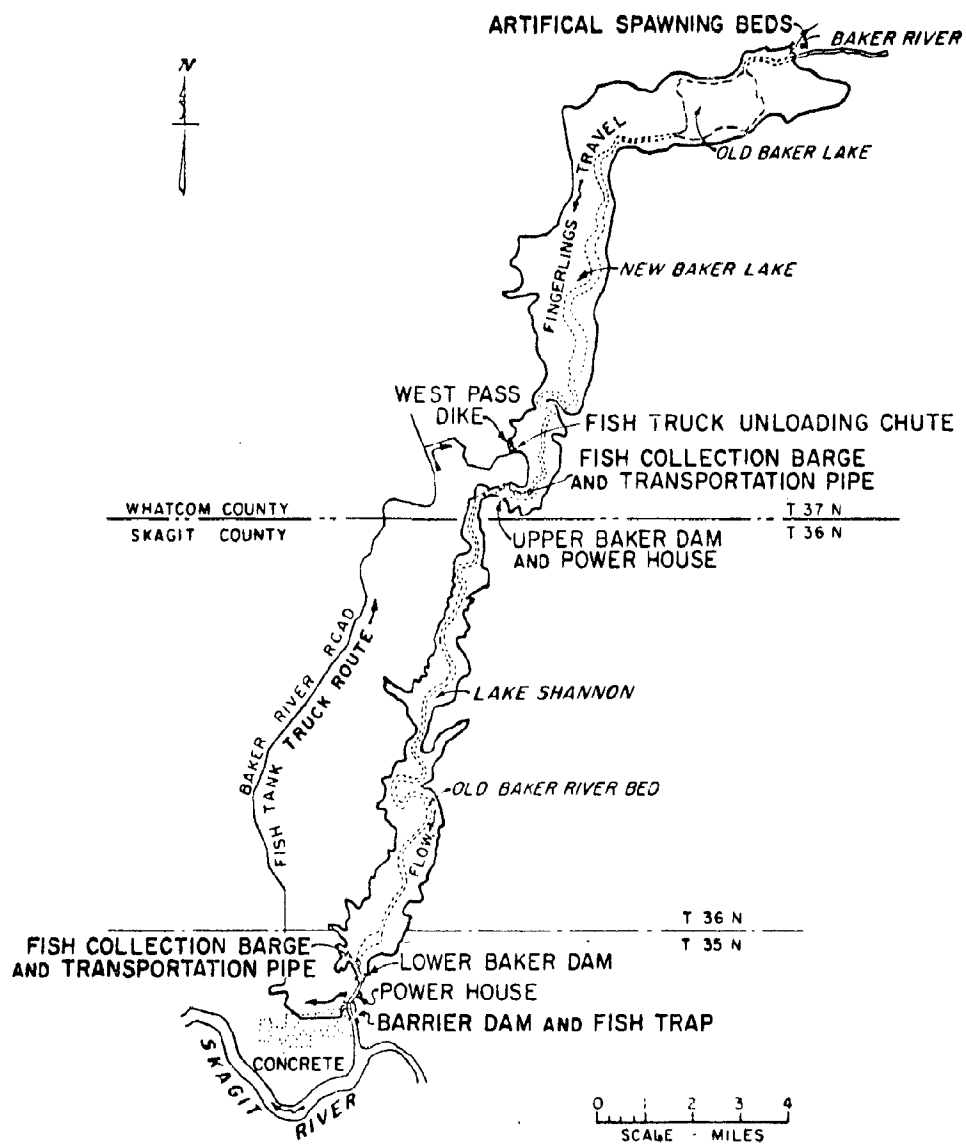 ARTIFICAL SPAWNING BEDS
BAKER RIVER
N
OLD BAKER LAKE
TRAVEL
FINGERLINGS
NEW BAKER LAKE
WEST PASS
DIKE
FISH TRUCK UNLOADING CHUTE
FISH COLLECTION BARGE
AND TRANSPORTATION PIPE
WHATCOM COUNTY
T 37 N
SKAGIT COUNTY
T 36 N
UPPER BAKER DAM
AND POWER HOUSE
BAKER RIVER ROAD
FISH TANK TRUCK ROUTE
LAKE SHANNON
OLD BAKER RIVER BED
FLOW
T 36 N
T 35 N
FISH COLLECTION BARGE
AND TRANSPORTATION PIPE
LOWER BAKER DAM
POWER HOUSE
BARRIER DAM AND FISH TRAP
CONCRETE
SKAGIT
RIVER
0 1 2 3 4
SCALE - MILES